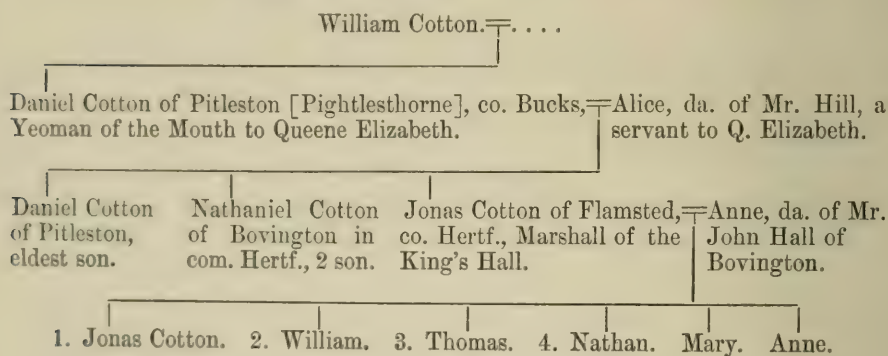 William Cotton.=. . . .
Daniel Cotton of Pitleston [Pightlesthorne], co. Bucks,=Alice, da. of Mr. Hill, a
Yeoman of the Mouth to Queene Elizabeth. servant to Q. Elizabeth.
Daniel Cotton Nathaniel Cotton Jonas Cotton of Flamsted,=Anne, da. of Mr.
of Pitleston, of Bovington in co. Hertf., Marshall of the John Hall of
eldest son. com. Hertf., 2 son. King's Hall. Bovington.
1. Jonas Cotton. 2. William. 3. Thomas. 4. Nathan. Mary. Anne.